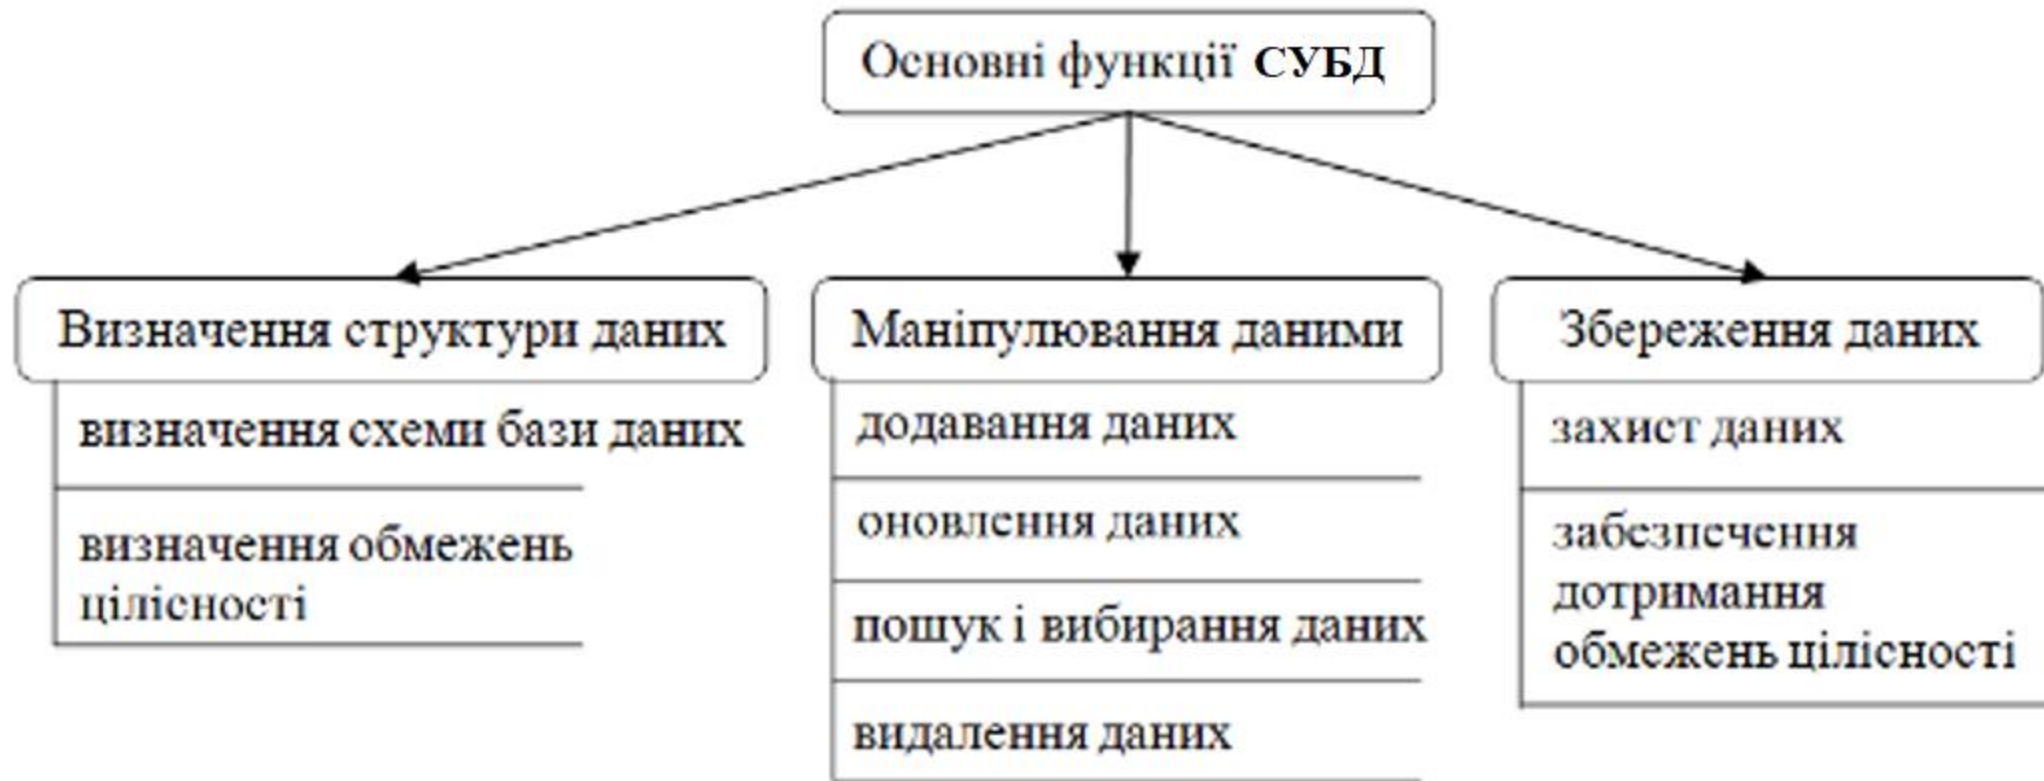 Основні функції СУБД
Визначення структури даних
визначення схеми бази даних
визначення обмежень
цілісності
Маніпулювання даними
додавання даних
оновлення даних
пошук і вибирання даних
видалення даних
Збереження даних
захист даних
забезпечення
дотримання
обмежень цілісності